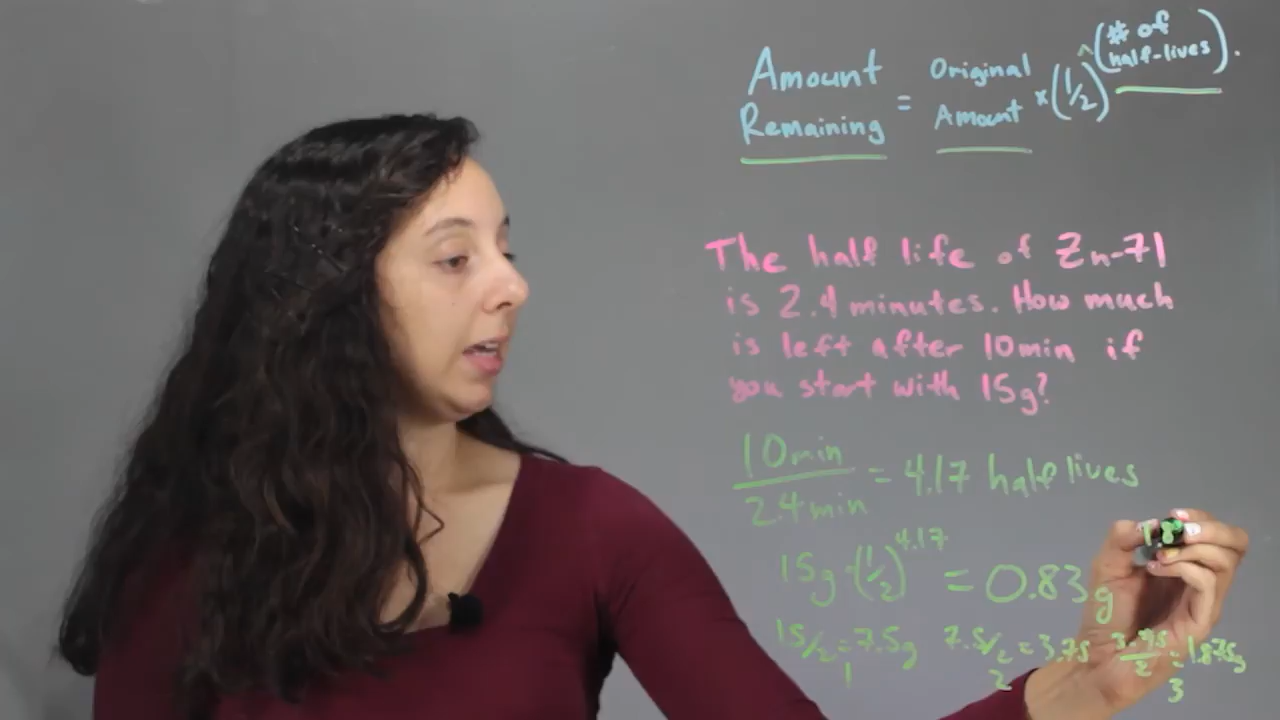 Amount Remaining = Original Amount × (1/2)^(# of half-lives).
The half life of Zn-71
is 2.4 minutes. How much
is left after 10min if
you start with 15g?
10min / 2.4min = 4.17 half lives
15g · (1/2)^4.17 = 0.83g
15/2 = 7.5g 7.5/2 = 3.75 3.75/2 = 1.875g
1 2 3